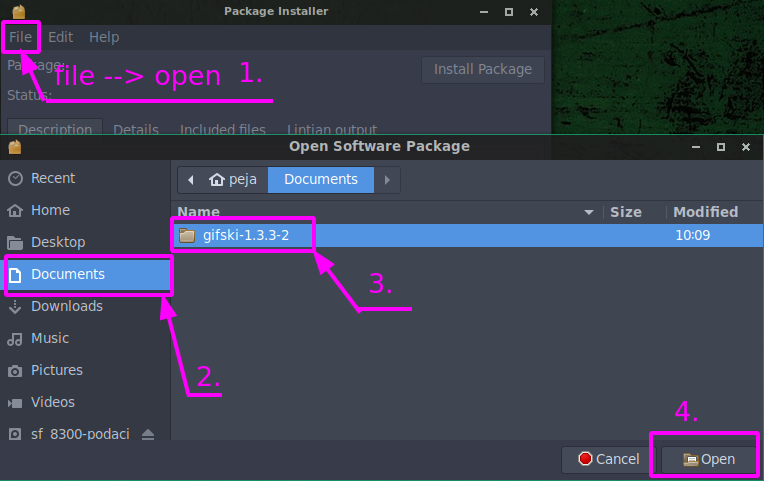 Package Installer
File Edit Help
Package:
file --> open 1.
Install Package
Status:
Description Details Included files Lintian output
Open Software Package
Recent
peja Documents
Home
Name Size Modified
Desktop
gifski-1.3.3-2 10:09
Documents
3.
Downloads
Music
2.
Pictures
Videos
4.
sf_8300-podaci
Cancel Open